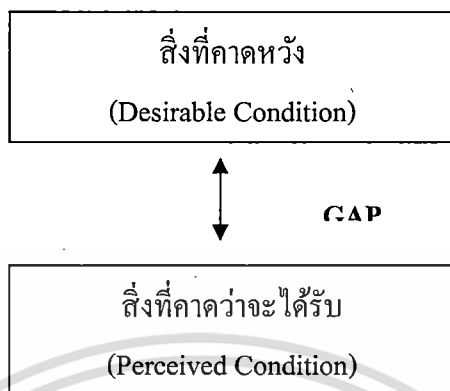 สิ่งที่คาดหวัง
(Desirable Condition)
GAP
สิ่งที่คาดว่าจะได้รับ
(Perceived Condition)